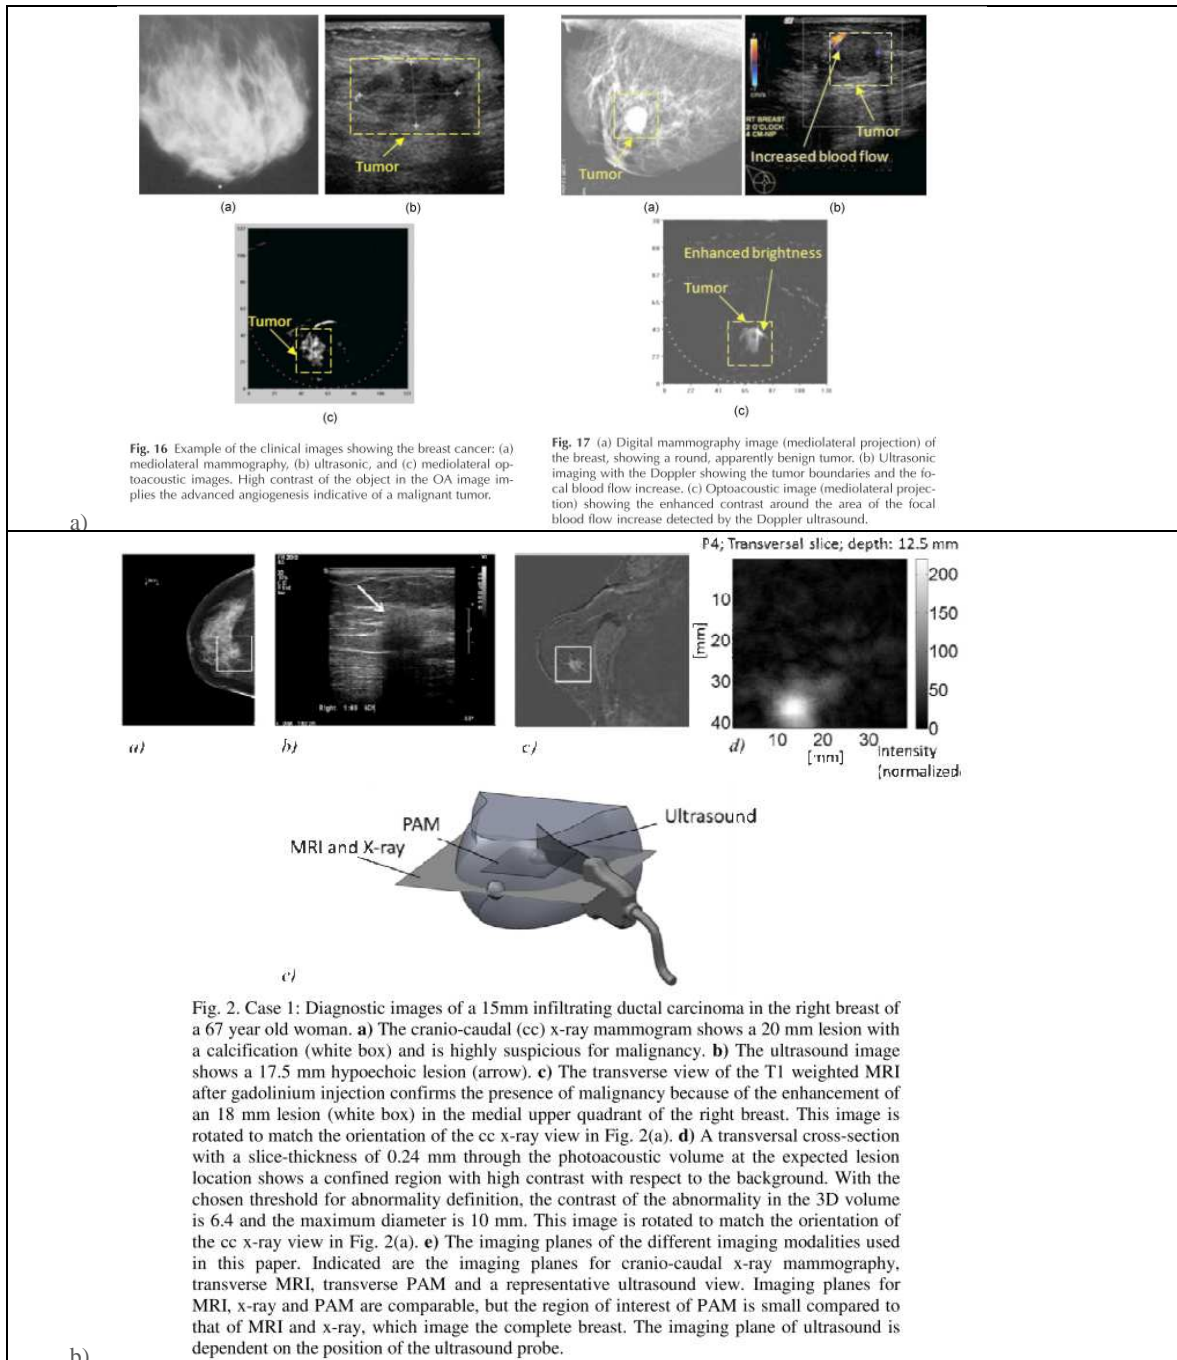 Tumor
(a)
(b)
Tumor
(c)
Fig. 16 Example of the clinical images showing the breast cancer: (a)
mediolateral mammography, (b) ultrasonic, and (c) mediolateral op-
toacoustic images. High contrast of the object in the OA image im-
plies the advanced angiogenesis indicative of a malignant tumor.
Tumor
(a)
cm/s
RT BREAST
2 O'CLOCK
4 CM-NIP
Tumor
Increased blood flow
(b)
Enhanced brightness
Tumor
(c)
Fig. 17 (a) Digital mammography image (mediolateral projection) of
the breast, showing a round, apparently benign tumor. (b) Ultrasonic
imaging with the Doppler showing the tumor boundaries and the fo-
cal blood flow increase. (c) Optoacoustic image (mediolateral projec-
tion) showing the enhanced contrast around the area of the focal
blood flow increase detected by the Doppler ultrasound.
a)
a)
Right
b)
c)
P4; Transversal slice; depth: 12.5 mm
10
20
30
40
[mm]
10 20 30
[mm]
200
150
100
50
0
Intensity
(normalized
d)
PAM
Ultrasound
MRI and X-ray
e)
Fig. 2. Case 1: Diagnostic images of a 15mm infiltrating ductal carcinoma in the right breast of
a 67 year old woman. a) The cranio-caudal (cc) x-ray mammogram shows a 20 mm lesion with
a calcification (white box) and is highly suspicious for malignancy. b) The ultrasound image
shows a 17.5 mm hypoechoic lesion (arrow). c) The transverse view of the T1 weighted MRI
after gadolinium injection confirms the presence of malignancy because of the enhancement of
an 18 mm lesion (white box) in the medial upper quadrant of the right breast. This image is
rotated to match the orientation of the cc x-ray view in Fig. 2(a). d) A transversal cross-section
with a slice-thickness of 0.24 mm through the photoacoustic volume at the expected lesion
location shows a confined region with high contrast with respect to the background. With the
chosen threshold for abnormality definition, the contrast of the abnormality in the 3D volume
is 6.4 and the maximum diameter is 10 mm. This image is rotated to match the orientation of
the cc x-ray view in Fig. 2(a). e) The imaging planes of the different imaging modalities used
in this paper. Indicated are the imaging planes for cranio-caudal x-ray mammography,
transverse MRI, transverse PAM and a representative ultrasound view. Imaging planes for
MRI, x-ray and PAM are comparable, but the region of interest of PAM is small compared to
that of MRI and x-ray, which image the complete breast. The imaging plane of ultrasound is
dependent on the position of the ultrasound probe.
b)